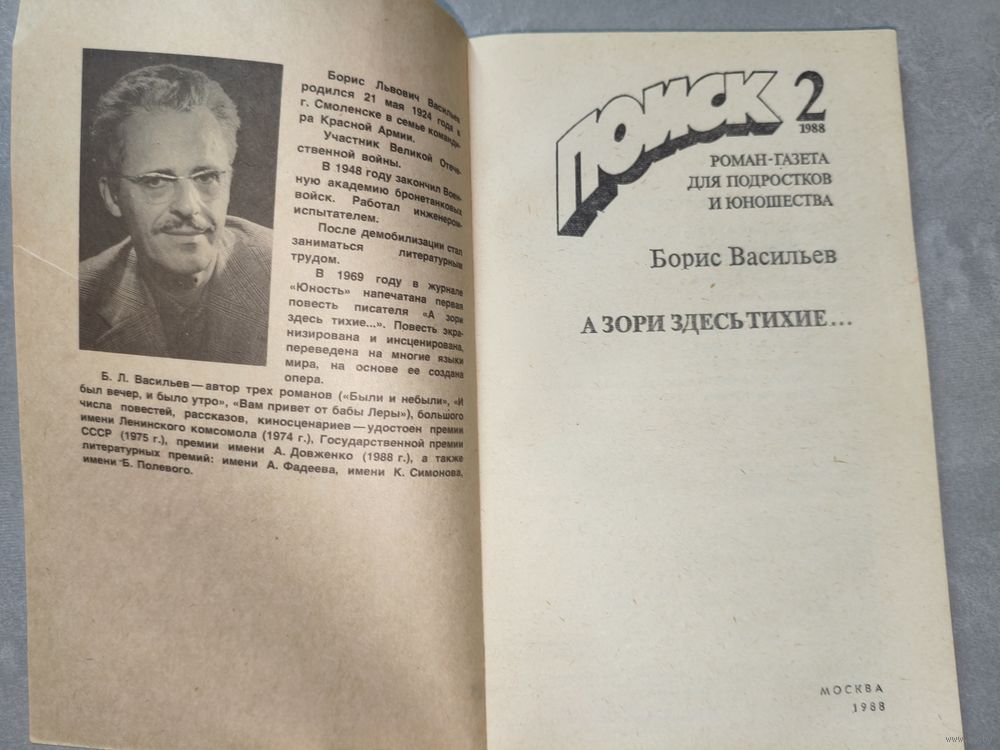 Борис Львович Васильев
родился 21 мая 1924 года в
г. Смоленске в семье команди-
ра Красной Армии.
Участник Великой Отече-
ственной войны.
В 1948 году закончил Воен-
ную академию бронетанковых
войск. Работал инженером-
испытателем.
После демобилизации стал
заниматься литературным
трудом.
В 1969 году в журнале
«Юность» напечатана первая
повесть писателя «А зори
здесь тихие...». Повесть экра-
низирована и инсценирована,
переведена на многие языки
мира, на основе ее создана
опера.
Б. Л. Васильев — автор трех романов («Были и небыли», «И
был вечер, и было утро», «Вам привет от бабы Леры»), большого
числа повестей, рассказов, киносценариев — удостоен премии
имени Ленинского комсомола (1974 г.), Государственной премии
СССР (1975 г.), премии имени А. Довженко (1988 г.), а также
литературных премий: имени А. Фадеева, имени К. Симонова,
имени Б. Полевого.
ПОИСК 2
1988
РОМАН-ГАЗЕТА
ДЛЯ ПОДРОСТКОВ
И ЮНОШЕСТВА
Борис Васильев
А ЗОРИ ЗДЕСЬ ТИХИЕ...
МОСКВА
1988